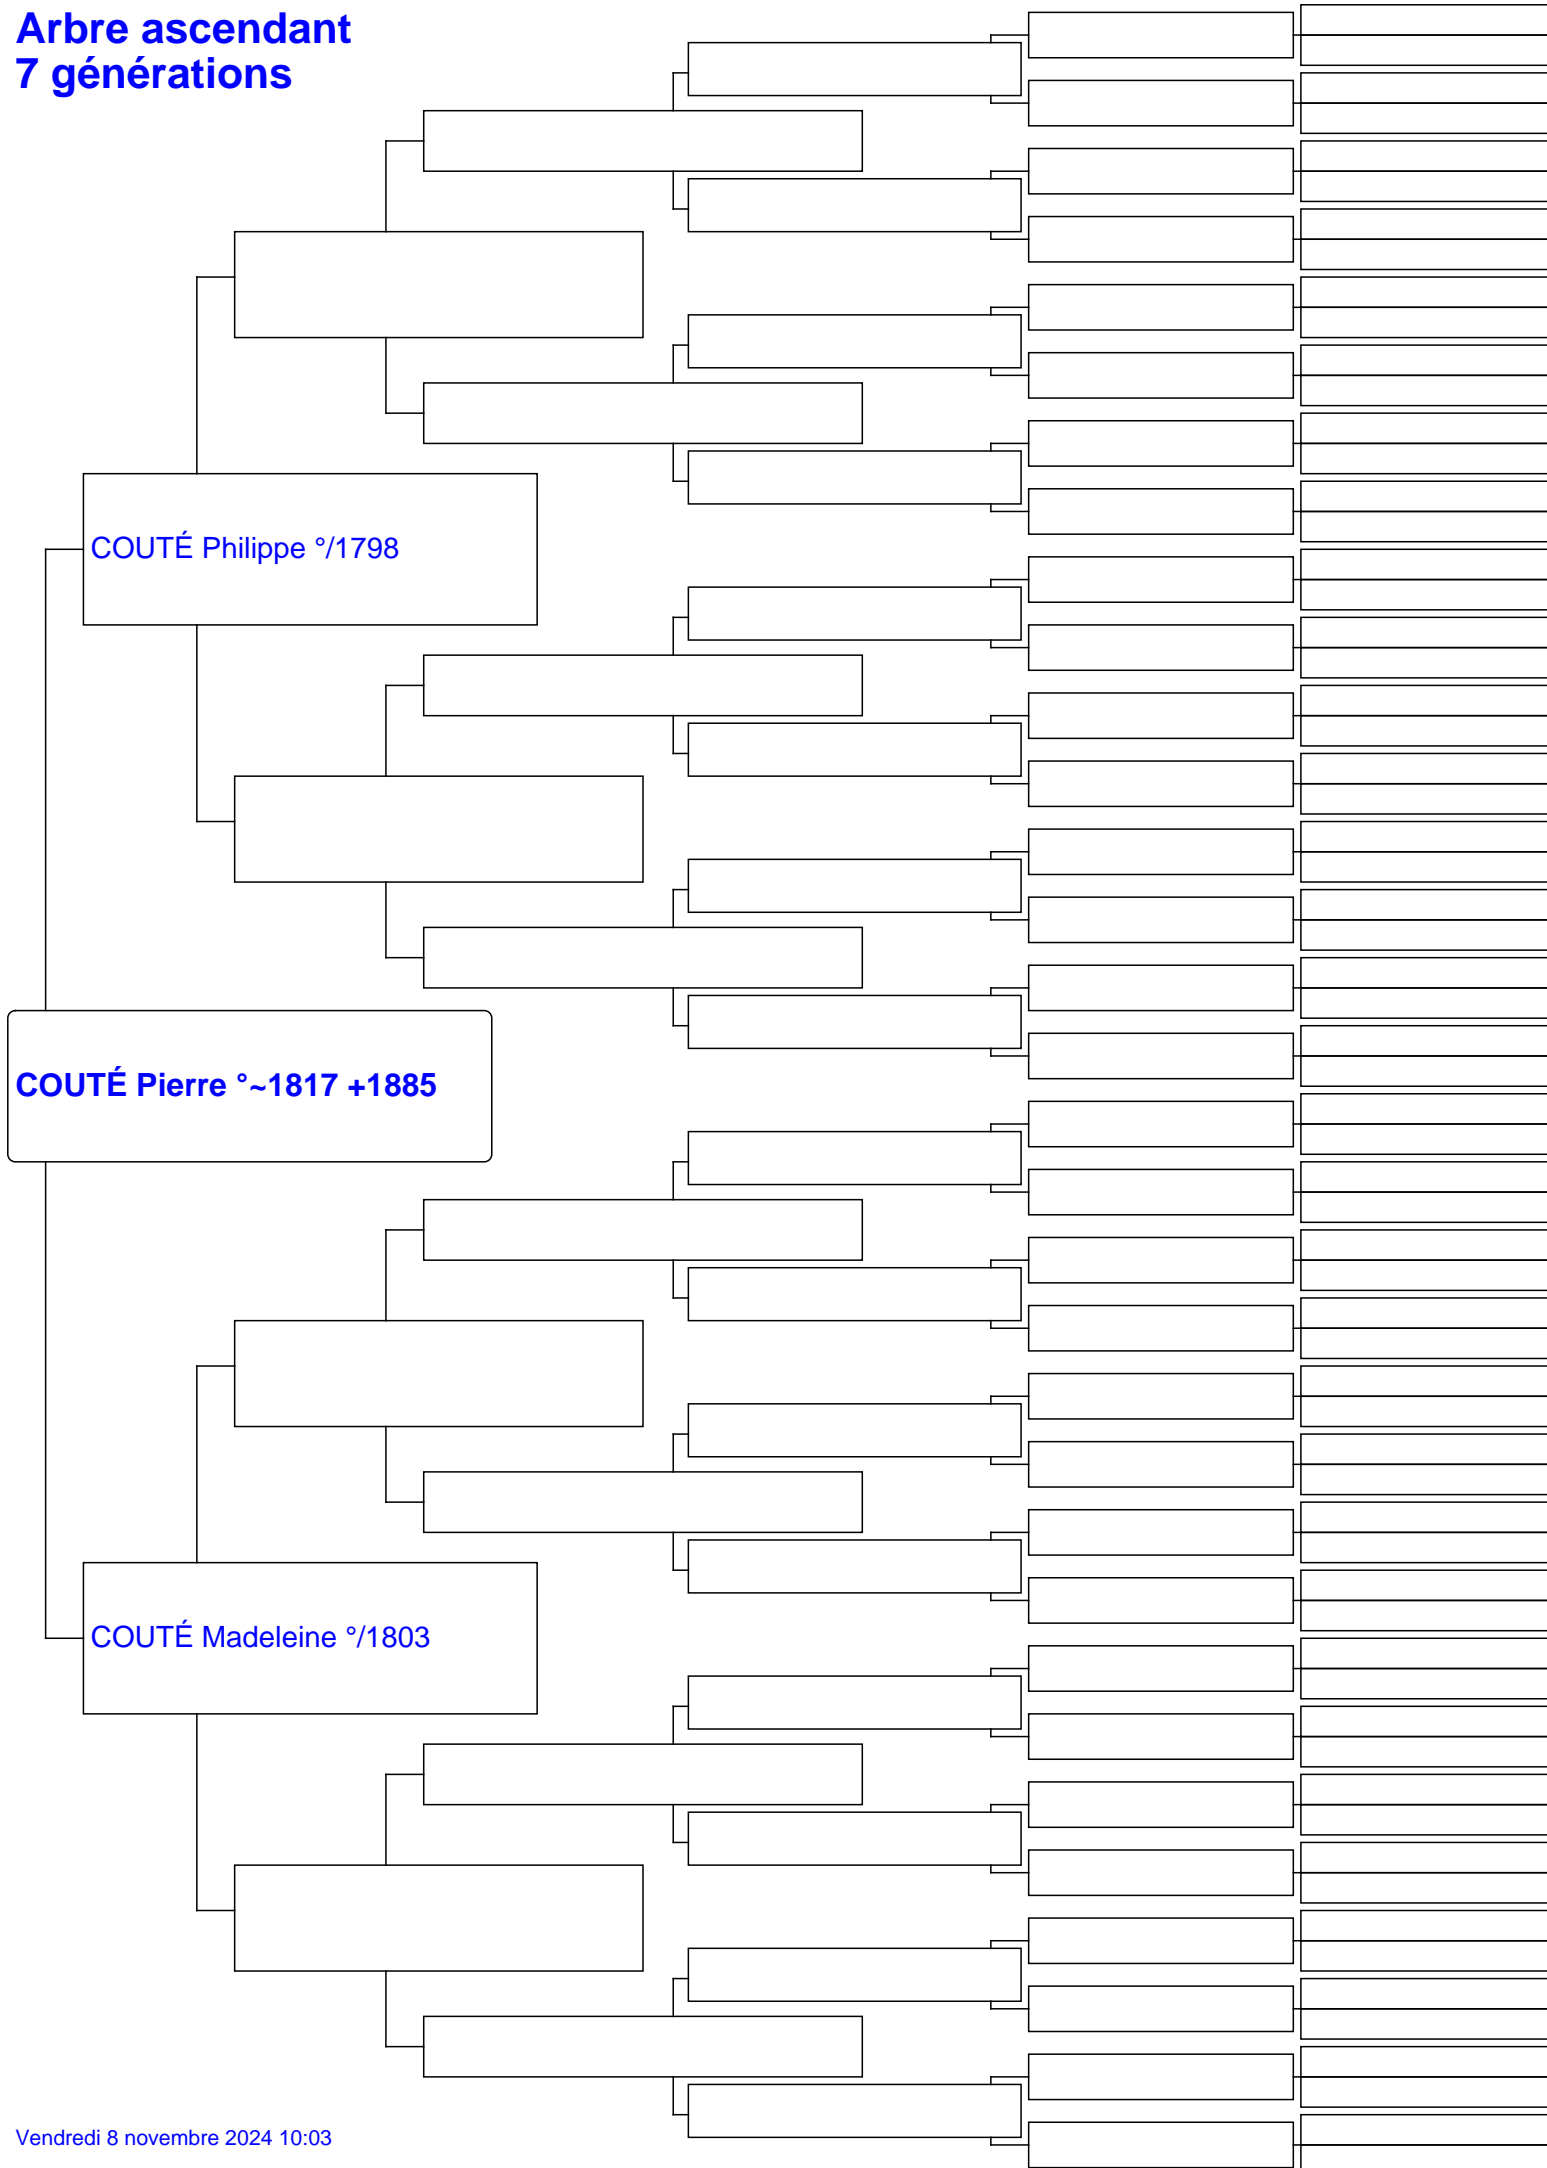 Arbre ascendant
7 générations
COUTÉ Philippe °/1798
COUTÉ Pierre °~1817 +1885
COUTÉ Madeleine °/1803
Vendredi 8 novembre 2024 10:03